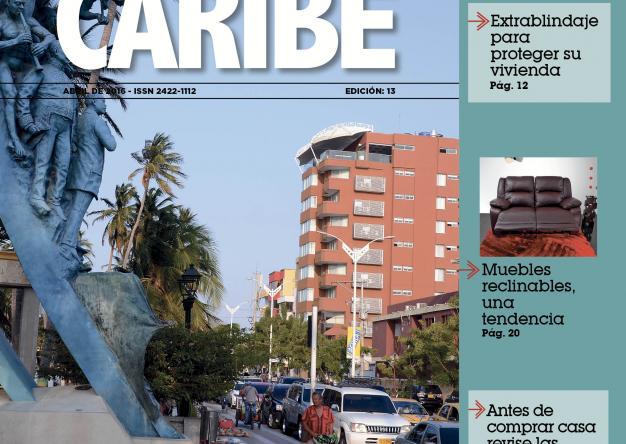 CARIBE
ABRIL DE 2016 - ISSN 2422-1112
EDICIÓN: 13
Extrablindaje
para
proteger su
vivienda
Pág. 12
Muebles
reclinables,
una
tendencia
Pág. 20
Antes de
comprar casa
revise las